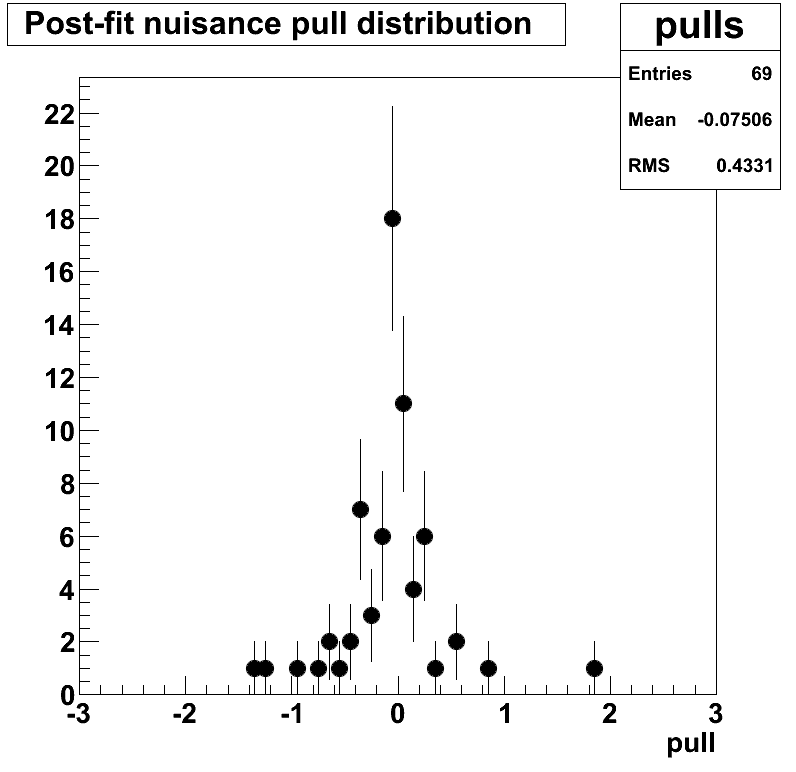 Post-fit nuisance pull distribution
pulls
Entries 69
Mean -0.07506
RMS 0.4331
22
20
18
16
14
12
10
8
6
4
2
0
-3 -2 -1 0 1 2 3
pull